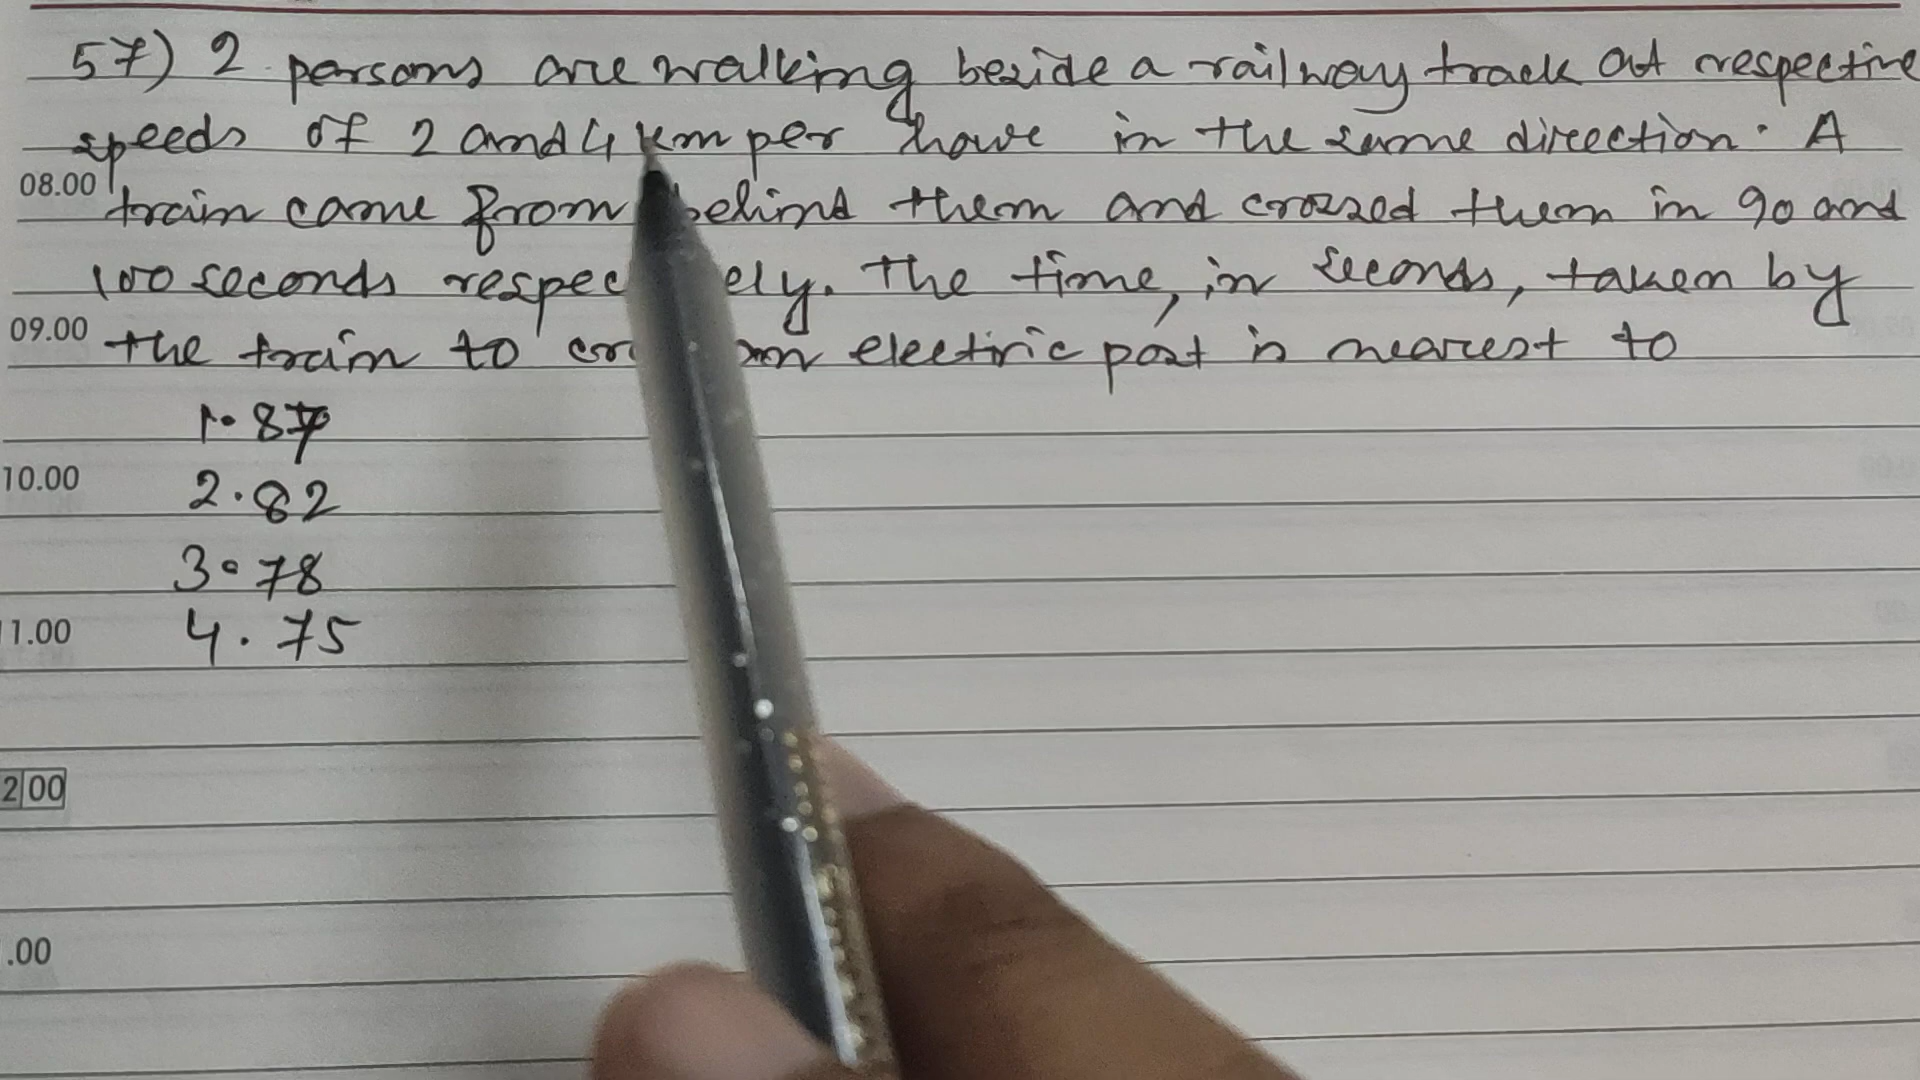 57) 2 persons are walking beside a railway track at respective
speeds of 2 and 4 km per hour in the same direction. A
08.00 train came from behind them and crossed them in 90 and
100 seconds respec ely. The time, in seconds, taken by
09.00 the train to cr an electric post is nearest to
1. 87
10.00 2. 82
3. 78
11.00 4. 75
2 00
.00